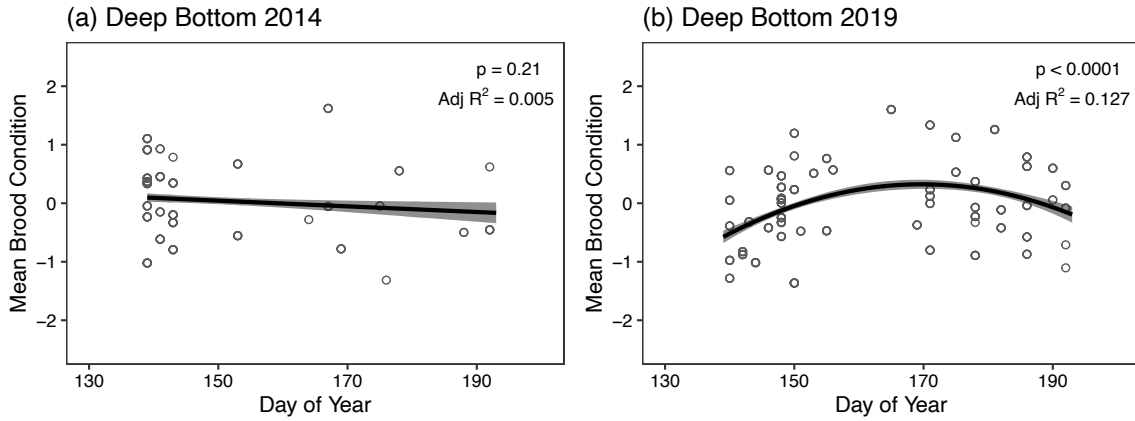 (a) Deep Bottom 2014
p = 0.21
Adj R² = 0.005
Mean Brood Condition
2
1
0
−1
−2
130 150 170 190
Day of Year
(b) Deep Bottom 2019
p < 0.0001
Adj R² = 0.127
Mean Brood Condition
2
1
0
−1
−2
130 150 170 190
Day of Year